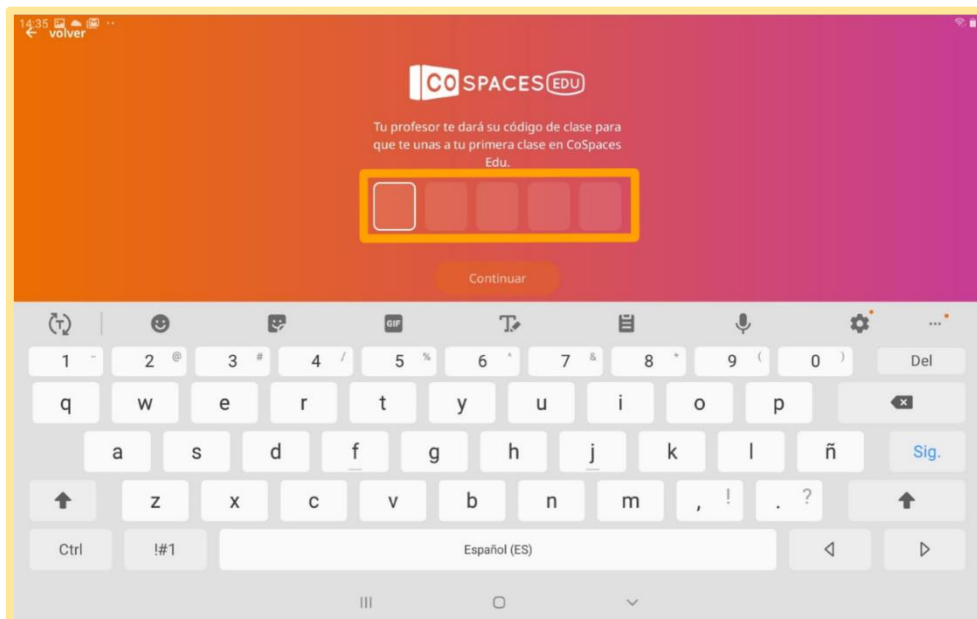 14:35
volver
CO SPACES EDU
Tu profesor te dará su código de clase para
que te unas a tu primera clase en CoSpaces
Edu.
Continuar
T GIF T
1 - 2 @ 3 # 4 / 5 % 6 ^ 7 & 8 * 9 ( 0 ) Del
q w e r t y u i o p
a s d f g h j k l ñ Sig.
z x c v b n m , ! . ?
Ctrl !#1 Español (ES)